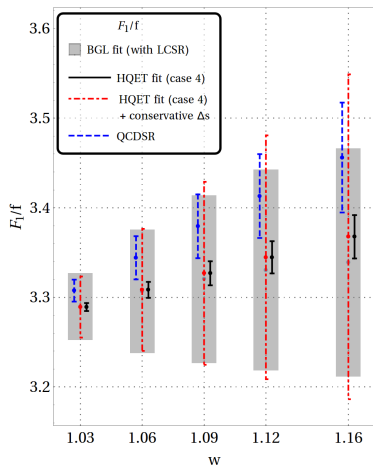 F₁/f
BGL fit (with LCSR)
HQET fit (case 4)
HQET fit (case 4)
+ conservative Δs
QCDSR
3.6
3.5
3.4
3.3
3.2
F₁/f
1.03 1.06 1.09 1.12 1.16
w